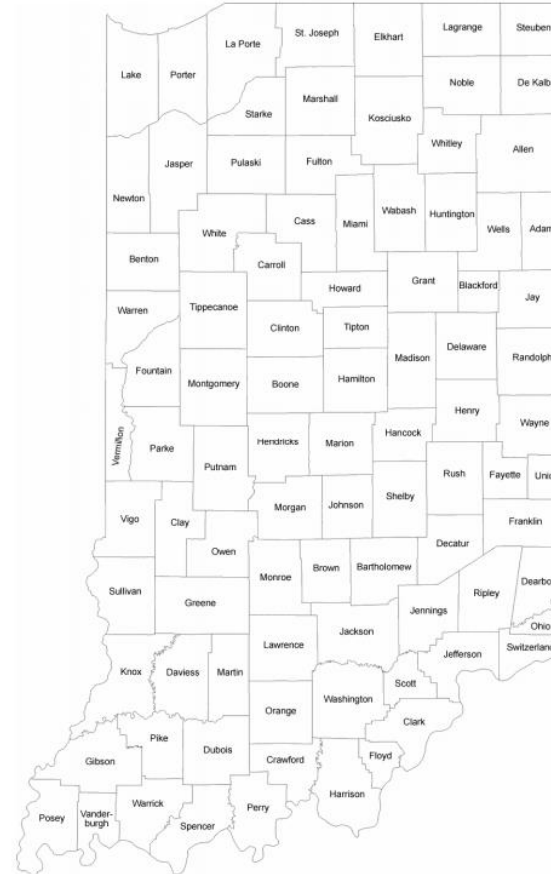 Lake
Porter
La Porte
St. Joseph
Elkhart
Lagrange
Steuben
Noble
De Kalb
Starke
Marshall
Kosciusko
Whitley
Allen
Newton
Jasper
Pulaski
Fulton
White
Cass
Miami
Wabash
Huntington
Wells
Adam
Benton
Carroll
Howard
Grant
Blackford
Jay
Warren
Tippecanoe
Clinton
Tipton
Madison
Delaware
Randolph
Fountain
Montgomery
Boone
Hamilton
Henry
Wayne
Vermilion
Parke
Putnam
Hendricks
Marion
Hancock
Rush
Fayette
Unio
Vigo
Clay
Owen
Morgan
Johnson
Shelby
Franklin
Decatur
Sullivan
Greene
Monroe
Brown
Bartholomew
Jennings
Ripley
Dearbo
Ohio
Switzerland
Jefferson
Knox
Daviess
Martin
Lawrence
Jackson
Scott
Washington
Orange
Clark
Gibson
Pike
Dubois
Crawford
Floyd
Harrison
Posey
Vander-
burgh
Warrick
Spencer
Perry